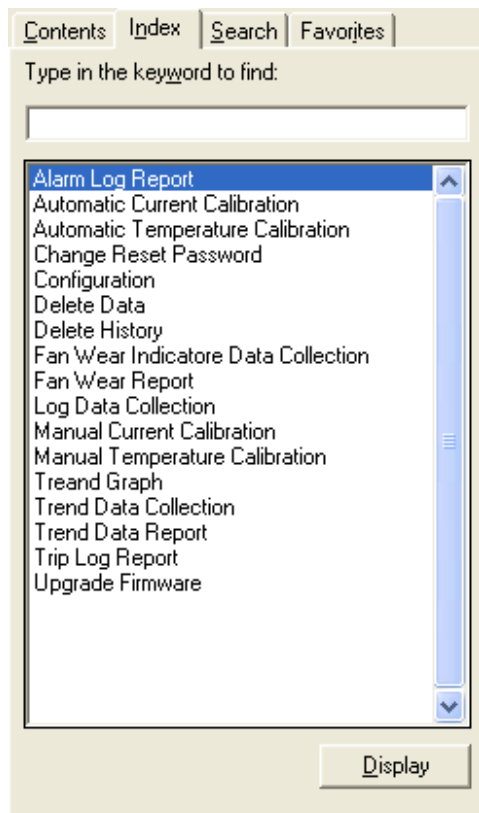 Contents Index Search Favorites
Type in the keyword to find:
Alarm Log Report
Automatic Current Calibration
Automatic Temperature Calibration
Change Reset Password
Configuration
Delete Data
Delete History
Fan Wear Indicatore Data Collection
Fan Wear Report
Log Data Collection
Manual Current Calibration
Manual Temperature Calibration
Treand Graph
Trend Data Collection
Trend Data Report
Trip Log Report
Upgrade Firmware
Display